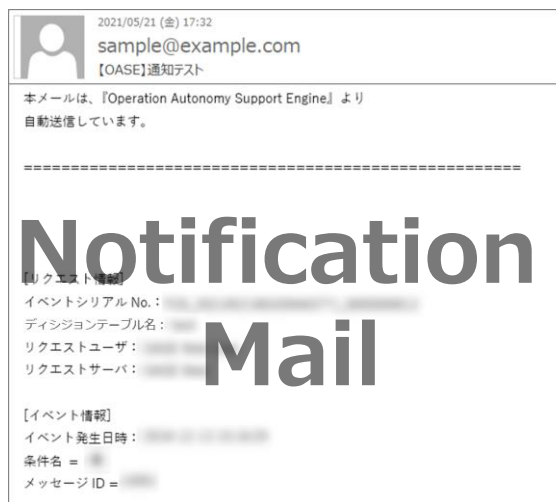 2021/05/21 (金) 17:32
sample@example.com
【OASE】通知テスト
本メールは、『Operation Autonomy Support Engine』より
自動送信しています。
=====================================================
Notification
Mail
[リクエスト情報]
イベントシリアル No.：
ディシジョンテーブル名：
リクエストユーザ：
リクエストサーバ：
[イベント情報]
イベント発生日時：
条件名 =
メッセージ ID =